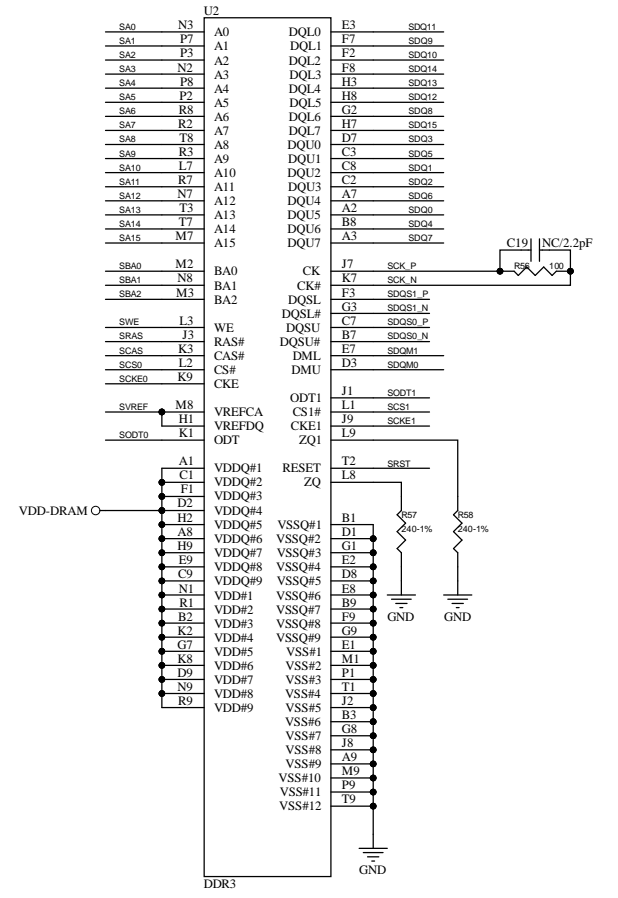 U2
SA0 N3 A0 DQL0 E3 SDQ11
SA1 P7 A1 DQL1 F7 SDQ9
SA2 P3 A2 DQL2 F2 SDQ10
SA3 N2 A3 DQL3 F8 SDQ14
SA4 P8 A4 DQL4 H3 SDQ13
SA5 P2 A5 DQL5 H8 SDQ12
SA6 R8 A6 DQL6 G2 SDQ8
SA7 R2 A7 DQL7 H7 SDQ15
SA8 T8 A8 DQU0 D7 SDQ3
SA9 R3 A9 DQU1 C3 SDQ5
SA10 L7 A10 DQU2 C8 SDQ1
SA11 R7 A11 DQU3 C2 SDQ2
SA12 N7 A12 DQU4 A7 SDQ6
SA13 T3 A13 DQU5 A2 SDQ0
SA14 T7 A14 DQU6 B8 SDQ4
SA15 M7 A15 DQU7 A3 SDQ7
C19 NC/2.2pF
SBA0 M2 BA0 CK J7 SCK_P R56 100
SBA1 N8 BA1 CK# K7 SCK_N
SBA2 M3 BA2 DQSL F3 SDQS1_P
DQSL# G3 SDQS1_N
SWE L3 WE DQSU C7 SDQS0_P
SRAS J3 RAS# DQSU# B7 SDQS0_N
SCAS K3 CAS# DML E7 SDQM1
SCS0 L2 CS# DMU D3 SDQM0
SCKE0 K9 CKE
ODT1 J1 SODT1
SVREF M8 VREFCA CS1# L1 SCS1
H1 VREFDQ CKE1 J9 SCKE1
SODT0 K1 ODT ZQ1 L9
A1 VDDQ#1 RESET T2 SRST
C1 VDDQ#2 ZQ L8
F1 VDDQ#3
VDD-DRAM D2 VDDQ#4
R57 240-1%
R58 240-1%
H2 VDDQ#5 VSSQ#1 B1
A8 VDDQ#6 VSSQ#2 D1
H9 VDDQ#7 VSSQ#3 G1
E9 VDDQ#8 VSSQ#4 E2
C9 VDDQ#9 VSSQ#5 D8
N1 VDD#1 VSSQ#6 E8
R1 VDD#2 VSSQ#7 B9
GND GND
B2 VDD#3 VSSQ#8 F9
K2 VDD#4 VSSQ#9 G9
G7 VDD#5 VSS#1 E1
K8 VDD#6 VSS#2 M1
D9 VDD#7 VSS#3 P1
N9 VDD#8 VSS#4 T1
R9 VDD#9 VSS#5 J2
VSS#6 B3
VSS#7 G8
VSS#8 J8
VSS#9 A9
VSS#10 M9
VSS#11 P9
VSS#12 T9
GND
DDR3